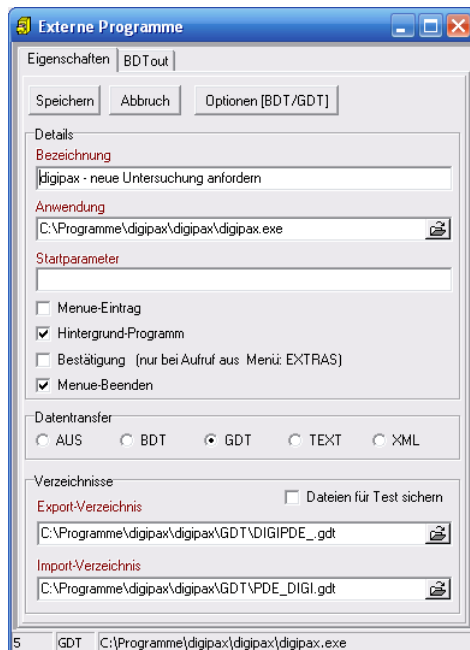 Externe Programme
Eigenschaften BDTout
Speichern Abbruch Optionen [BDT/GDT]
Details
Bezeichnung
digipax - neue Untersuchung anfordern
Anwendung
C:\Programme\digipax\digipax\digipax.exe
Startparameter
Menue-Eintrag
Hintergrund-Programm
Bestätigung (nur bei Aufruf aus Menü: EXTRAS)
Menue-Beenden
Datentransfer
AUS BDT GDT TEXT XML
Verzeichnisse
Dateien für Test sichern
Export-Verzeichnis
C:\Programme\digipax\digipax\GDT\DIGIPDE_.gdt
Import-Verzeichnis
C:\Programme\digipax\digipax\GDT\PDE_DIGI.gdt
5 GDT C:\Programme\digipax\digipax\digipax.exe